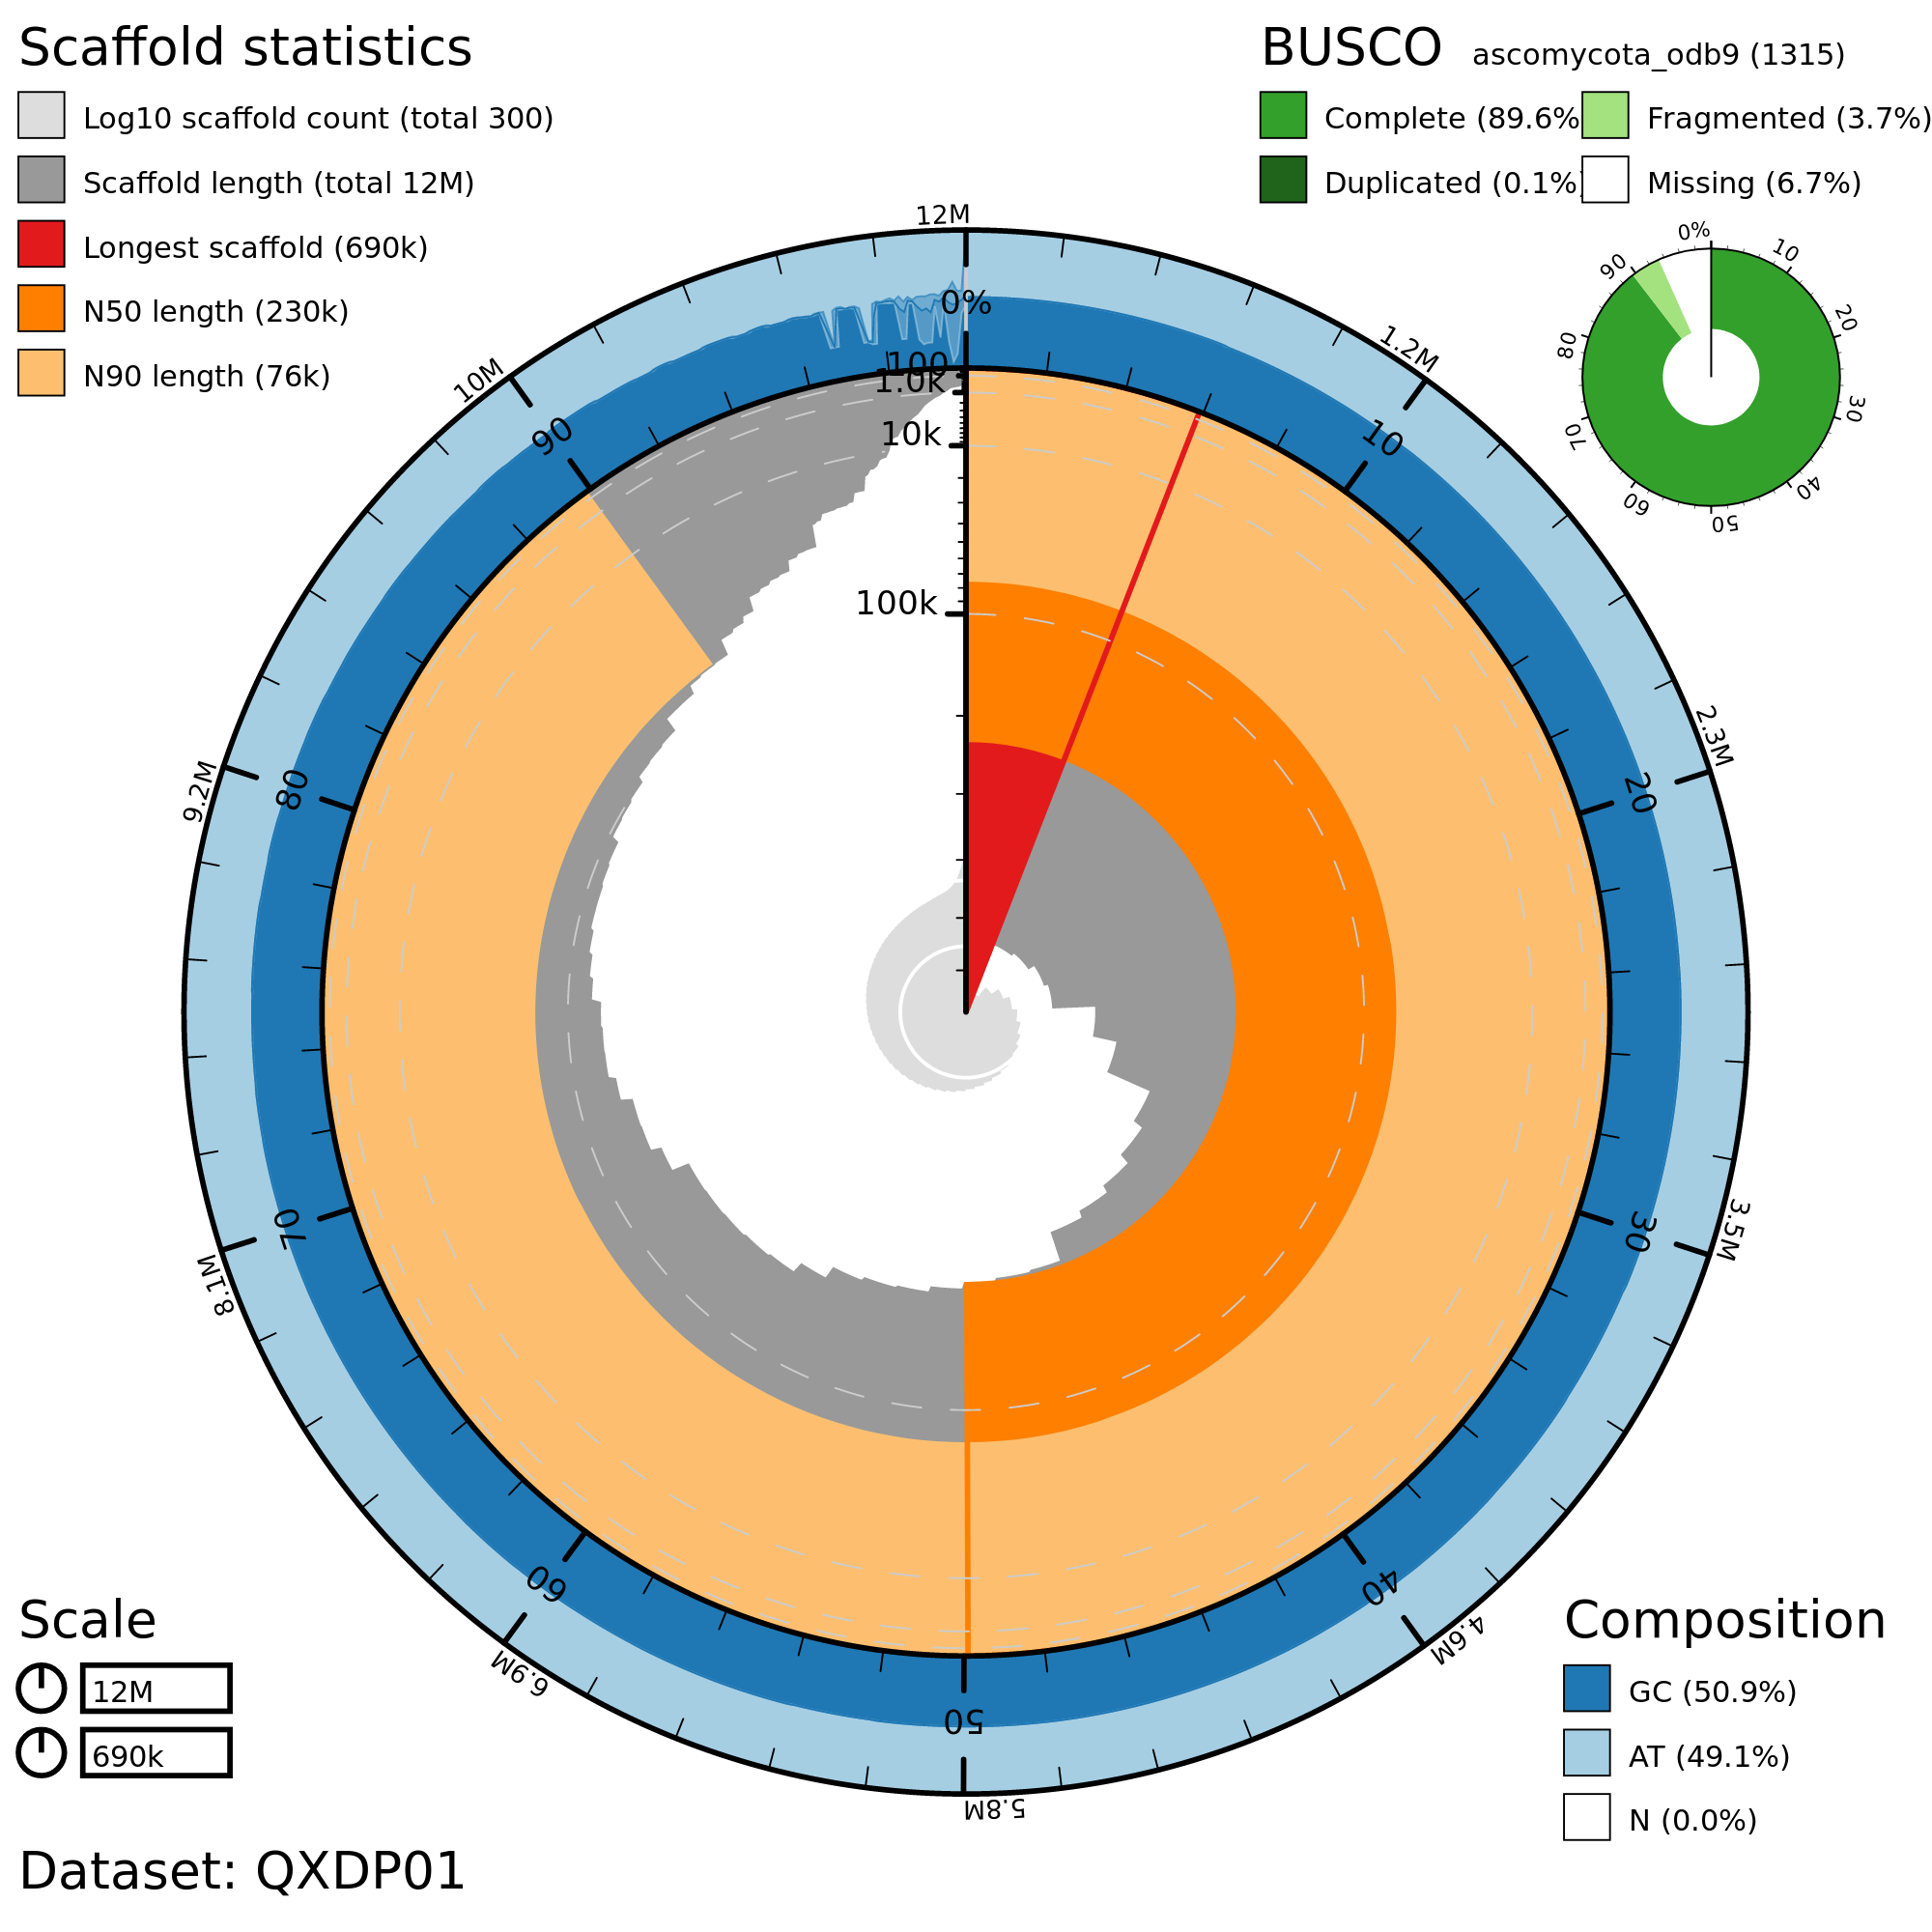 Scaffold statistics
Log10 scaffold count (total 300)
Scaffold length (total 12M)
Longest scaffold (690k)
N50 length (230k)
N90 length (76k)
BUSCO ascomycota_odb9 (1315)
Complete (89.6%
Fragmented (3.7%)
Duplicated (0.1%)
Missing (6.7%)
0%
10
20
30
40
50
60
70
80
90
12M
1.2M
2.3M
3.5M
4.6M
5.8M
6.9M
8.1M
9.2M
10M
0%
10
20
30
40
50
60
70
80
90
100
1.0k
10k
100k
Scale
12M
690k
Composition
GC (50.9%)
AT (49.1%)
N (0.0%)
Dataset: QXDP01